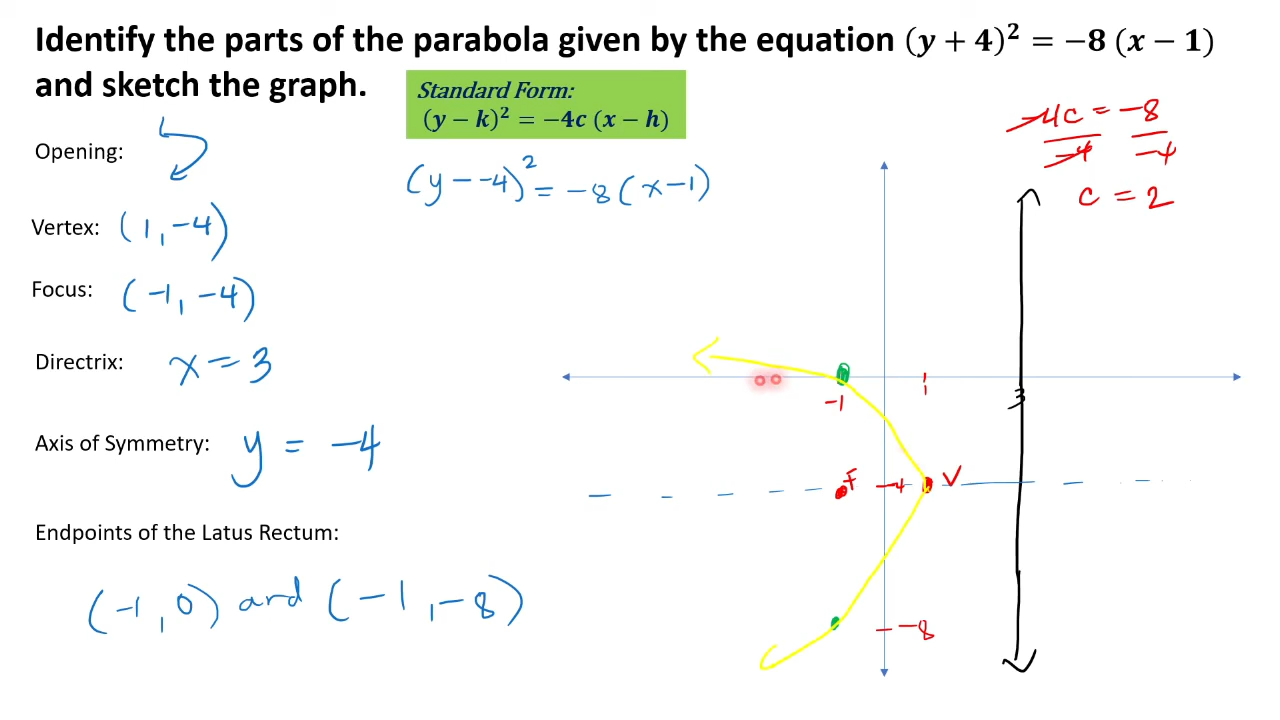 Identify the parts of the parabola given by the equation (y + 4)² = −8 (x − 1)
and sketch the graph.
Standard Form:
(y − k)² = −4c (x − h)
-4c = -8
-4 -4
c = 2
Opening:
(y - -4)² = -8 (x - 1)
Vertex: (1, -4)
Focus: (-1, -4)
Directrix: x = 3
-1
1
3
Axis of Symmetry: y = -4
F
-4
V
Endpoints of the Latus Rectum:
(-1, 0) and (-1, -8)
-8